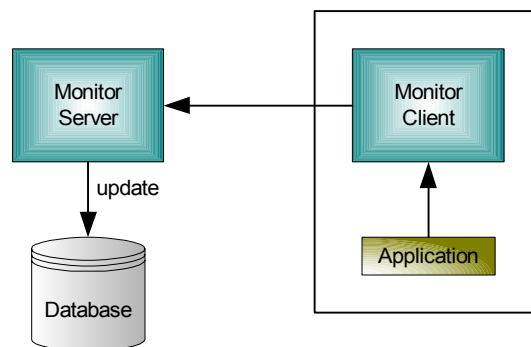 Monitor
Server
Monitor
Client
update
Application
Database